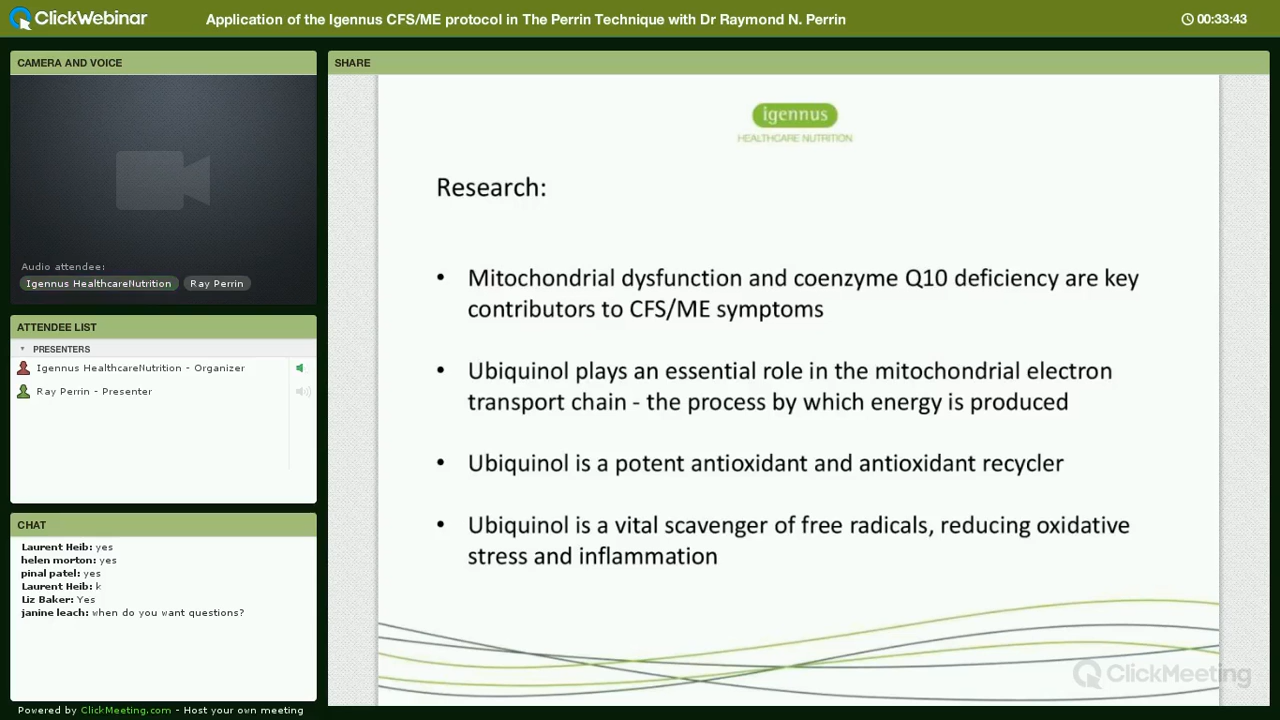 ClickWebinar
Application of the Igennus CFS/ME protocol in The Perrin Technique with Dr Raymond N. Perrin
00:33:43
CAMERA AND VOICE
Audio attendee:
Igennus HealthcareNutrition Ray Perrin
ATTENDEE LIST
PRESENTERS
Igennus HealthcareNutrition - Organizer
Ray Perrin - Presenter
CHAT
Laurent Heib: yes
helen morton: yes
pinal patel: yes
Laurent Heib: k
Liz Baker: Yes
janine leach: when do you want questions?
Powered by ClickMeeting.com - Host your own meeting
SHARE
igennus
HEALTHCARE NUTRITION
Research:
• Mitochondrial dysfunction and coenzyme Q10 deficiency are key
contributors to CFS/ME symptoms
• Ubiquinol plays an essential role in the mitochondrial electron
transport chain - the process by which energy is produced
• Ubiquinol is a potent antioxidant and antioxidant recycler
• Ubiquinol is a vital scavenger of free radicals, reducing oxidative
stress and inflammation
ClickMeeting